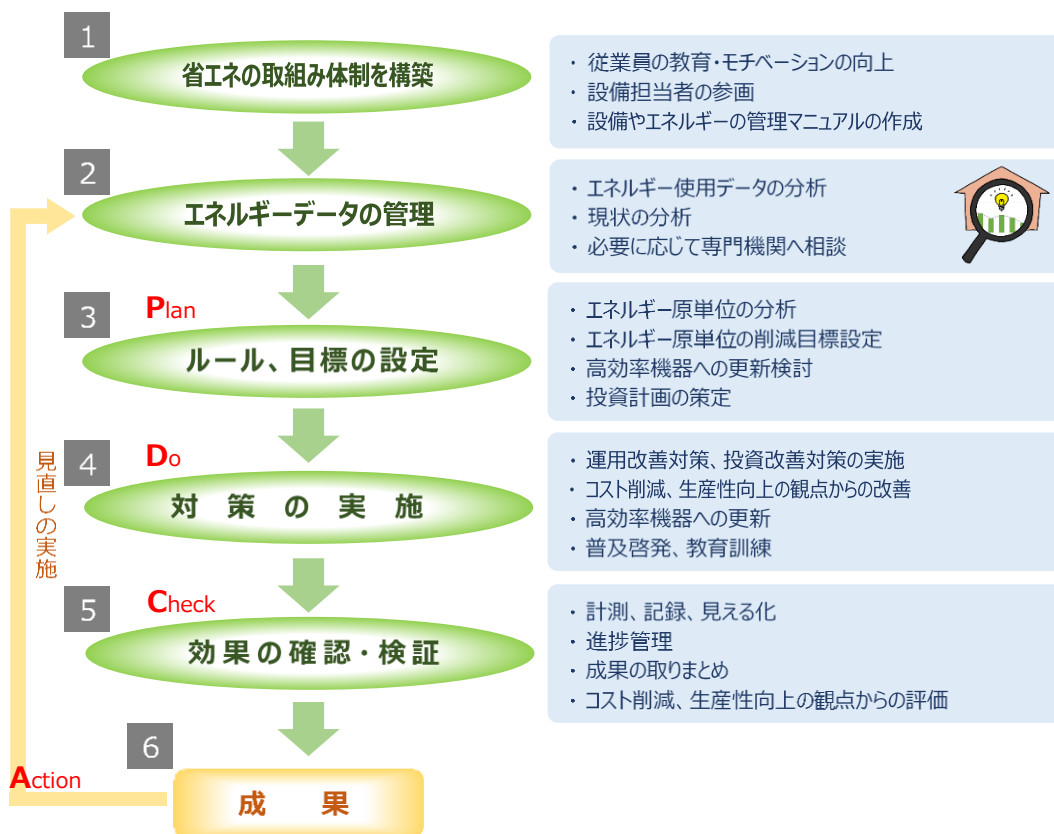 1
省エネの取組み体制を構築
・ 従業員の教育・モチベーションの向上
・ 設備担当者の参画
・ 設備やエネルギーの管理マニュアルの作成
2
エネルギーデータの管理
・ エネルギー使用データの分析
・ 現状の分析
・ 必要に応じて専門機関へ相談
3
Plan
ルール、目標の設定
・ エネルギー原単位の分析
・ エネルギー原単位の削減目標設定
・ 高効率機器への更新検討
・ 投資計画の策定
4
Do
対策の実施
・ 運用改善対策、投資改善対策の実施
・ コスト削減、生産性向上の観点からの改善
・ 高効率機器への更新
・ 普及啓発、教育訓練
5
Check
効果の確認・検証
・ 計測、記録、見える化
・ 進捗管理
・ 成果の取りまとめ
・ コスト削減、生産性向上の観点からの評価
6
成果
Action
見直しの実施